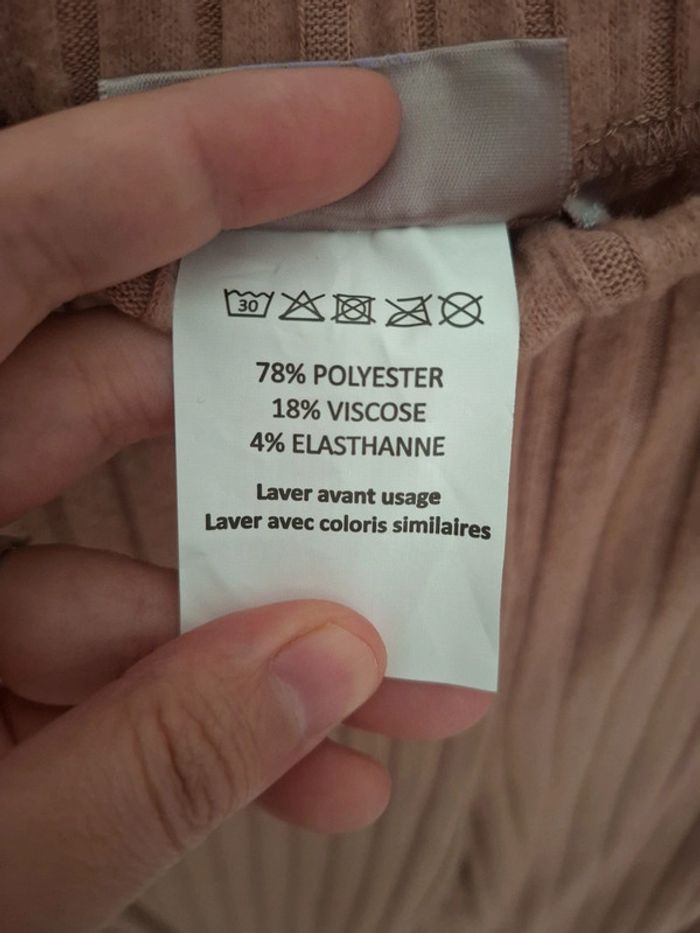 30
78% POLYESTER
18% VISCOSE
4% ELASTHANNE
Laver avant usage
Laver avec coloris similaires